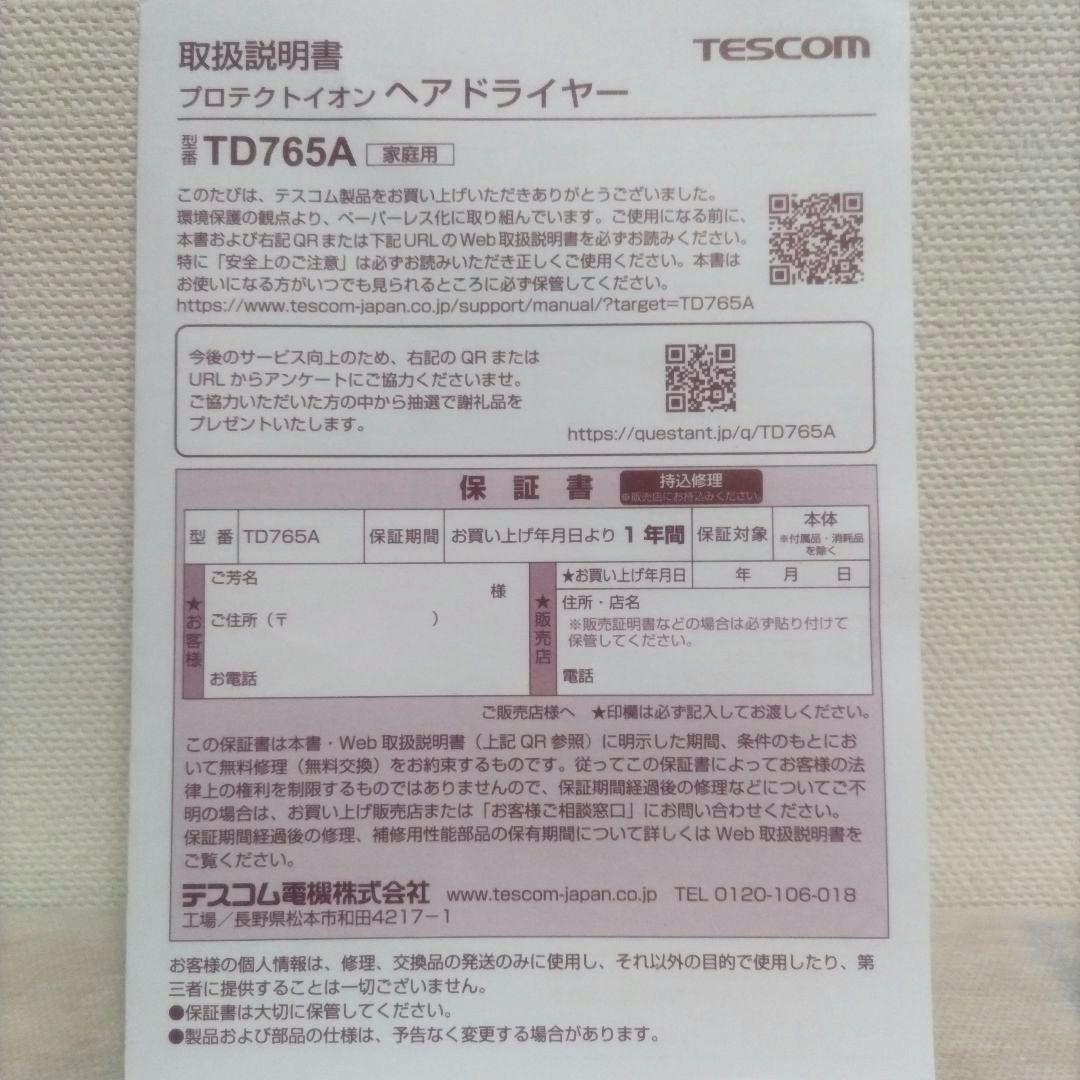 取扱説明書
TESCOM
プロテクトイオン ヘアドライヤー
型番 TD765A 家庭用
このたびは、テスコム製品をお買い上げいただきありがとうございました。
環境保護の観点より、ペーパーレス化に取り組んでいます。ご使用になる前に、
本書および右記QRまたは下記URLのWeb取扱説明書を必ずお読みください。
特に「安全上のご注意」は必ずお読みいただき正しくご使用ください。本書は
お使いになる方がいつでも見られるところに必ず保管してください。
https://www.tescom-japan.co.jp/support/manual/?target=TD765A
今後のサービス向上のため、右記のQRまたは
URLからアンケートにご協力くださいませ。
ご協力いただいた方の中から抽選で謝礼品を
プレゼントいたします。
https://questant.jp/q/TD765A
保証書 持込修理
※販売店にお持込みください。
型番 TD765A 保証期間 お買い上げ年月日より 1年間 保証対象 本体
※付属品・消耗品
を除く
★お客様
ご芳名
様
ご住所（〒 ）
お電話
★販売店
★お買い上げ年月日 年 月 日
住所・店名
※販売証明書などの場合は必ず貼り付けて
保管してください。
電話
ご販売店様へ ★印欄は必ず記入してお渡しください。
この保証書は本書・Web取扱説明書（上記QR参照）に明示した期間、条件のもとにお
いて無料修理（無料交換）をお約束するものです。従ってこの保証書によってお客様の法
律上の権利を制限するものではありませんので、保証期間経過後の修理などについてご不
明の場合は、お買い上げ販売店または「お客様ご相談窓口」にお問い合わせください。
保証期間経過後の修理、補修用性能部品の保有期間について詳しくはWeb取扱説明書を
ご覧ください。
テスコム電機株式会社 www.tescom-japan.co.jp TEL 0120-106-018
工場／長野県松本市和田4217－1
お客様の個人情報は、修理、交換品の発送のみに使用し、それ以外の目的で使用したり、第
三者に提供することは一切ございません。
●保証書は大切に保管してください。
●製品および部品の仕様は、予告なく変更する場合があります。